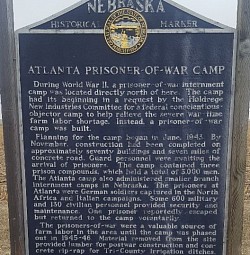 NEBRASKA
HISTORICAL MARKER
ATLANTA PRISONER-OF-WAR CAMP
During World War II, a prisoner-of-war internment
camp was located directly north of here. The camp
had its beginning in a request by the Holdrege
New Industries Committee for a federal conscientious-
objector camp to help relieve the severe war-time
farm labor shortage. Instead, a prisoner-of-war
camp was built.
Planning for the camp began in June, 1943. By
November, construction had been completed on
approximately seventy buildings and seven miles of
concrete road. Guard personnel were awaiting the
arrival of prisoners. The camp contained three
prison compounds, which held a total of 3,000 men.
The Atlanta camp also administered smaller branch
internment camps in Nebraska. The prisoners at
Atlanta were German soldiers captured in the North
Africa and Italian campaigns. Some 600 military
and 130 civilian personnel provided security and
maintenance. One prisoner reportedly escaped
but returned to the camp voluntarily.
The prisoners-of-war were a valuable source of
farm labor in the area until the camp was phased
out in 1945-46. Material removed from the site
provided lumber for postwar construction and con-
crete rip-rap for Tri-County Irrigation ditches.